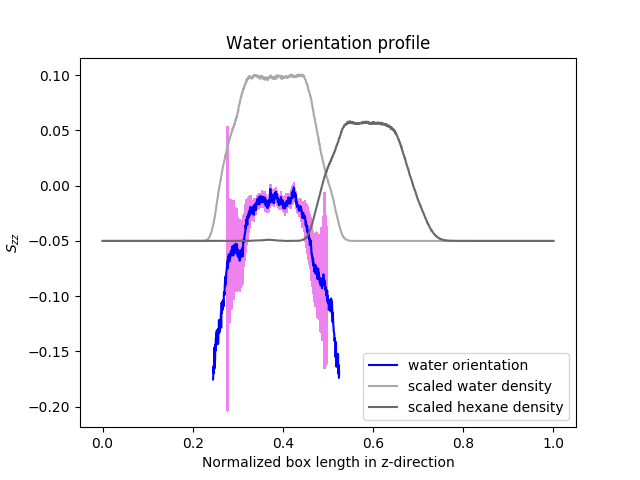 Water orientation profile
0.10
0.05
0.00
−0.05
−0.10
−0.15
−0.20
S_zz
water orientation
scaled water density
scaled hexane density
0.0 0.2 0.4 0.6 0.8 1.0
Normalized box length in z-direction